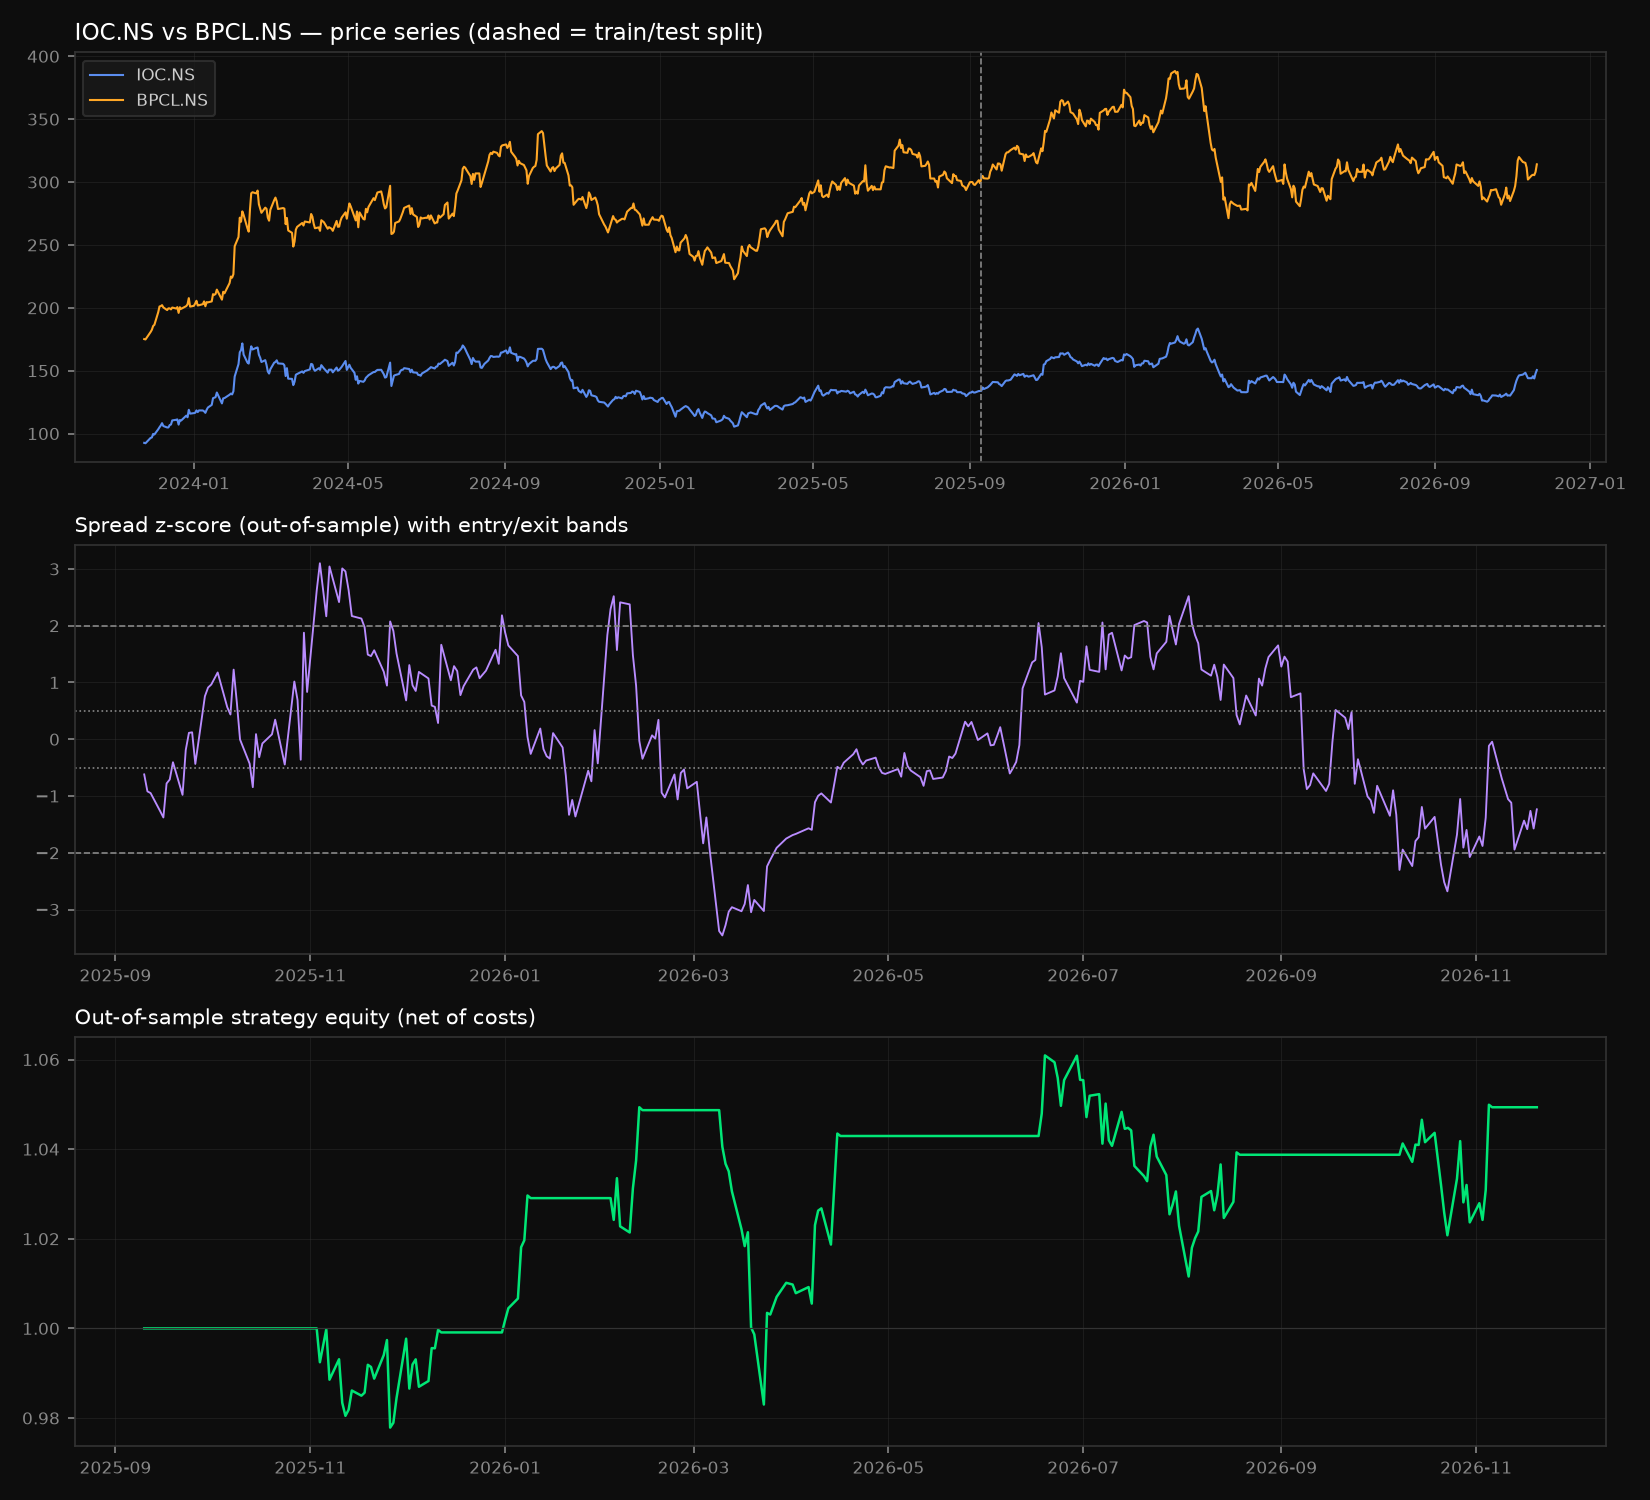 IOC.NS vs BPCL.NS — price series (dashed = train/test split)
400
350
300
250
200
150
100
IOC.NS
BPCL.NS
2024-01 2024-05 2024-09 2025-01 2025-05 2025-09 2026-01 2026-05 2026-09 2027-01
Spread z-score (out-of-sample) with entry/exit bands
3
2
1
0
−1
−2
−3
2025-09 2025-11 2026-01 2026-03 2026-05 2026-07 2026-09 2026-11
Out-of-sample strategy equity (net of costs)
1.06
1.04
1.02
1.00
0.98
2025-09 2025-11 2026-01 2026-03 2026-05 2026-07 2026-09 2026-11